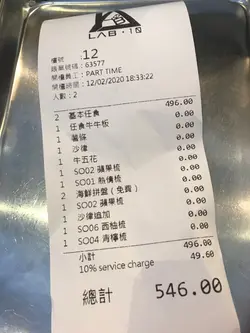 LAB·IN
檯號 :12
賬單號碼 : 63577
開檯員工 : PART TIME
開檯時間 : 12/02/2020 18:33:22
人數 : 2
2 基本任食 496.00
1 任食牛牛板 0.00
1 薯條 0.00
1 沙律 0.00
1 牛五花 0.00
1 SO02 蘋果梳 0.00
1 SO01 熱情梳 0.00
2 海鮮拼盤 (免費) 0.00
1 SO02 蘋果梳 0.00
1 沙律追加 0.00
1 SO06 西柚梳 0.00
1 SO04 青檸梳 0.00
小計 496.00
10% service charge 49.60
總計 546.00